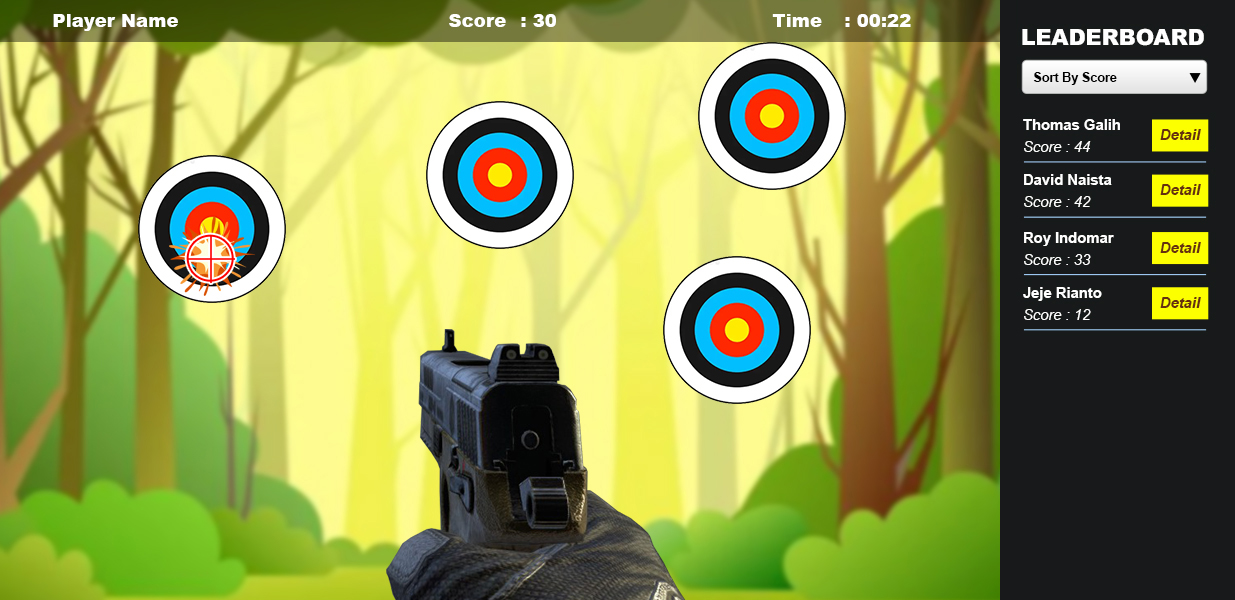 Player Name Score : 30 Time : 00:22
LEADERBOARD
Sort By Score
Thomas Galih
Score : 44
Detail
David Naista
Score : 42
Detail
Roy Indomar
Score : 33
Detail
Jeje Rianto
Score : 12
Detail